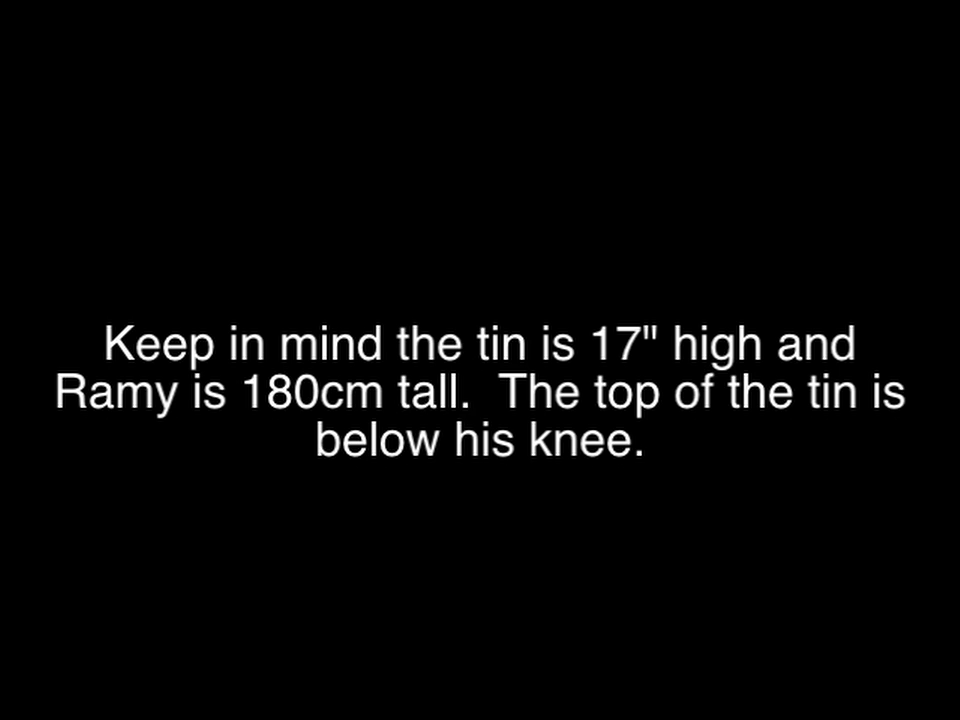 Keep in mind the tin is 17" high and
Ramy is 180cm tall.  The top of the tin is
below his knee.